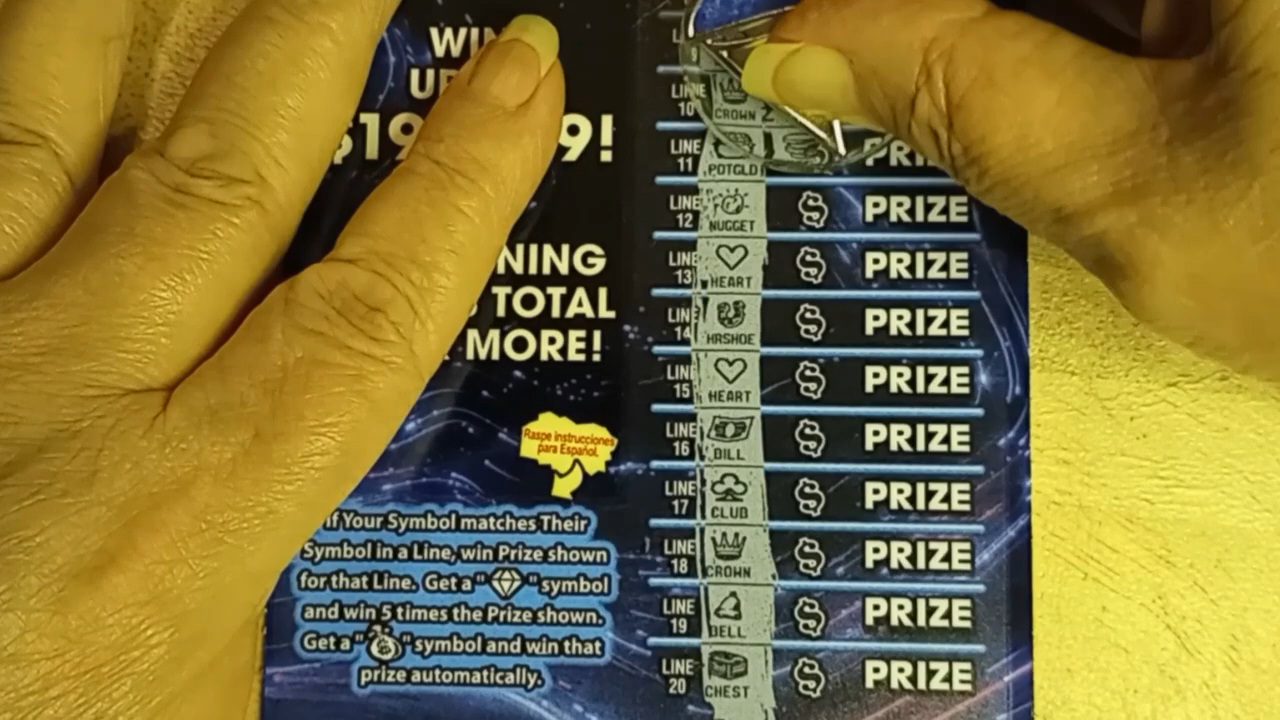 WIN
$19 9!
NING
TOTAL
MORE!
Raspe instrucciones
para Español.
If Your Symbol matches Their
Symbol in a Line, win Prize shown
for that Line. Get a " " symbol
and win 5 times the Prize shown.
Get a " " symbol and win that
prize automatically.
9
LINE 10 CROWN
LINE 11 POTGLD
LINE 12 NUGGET $ PRIZE
LINE 13 HEART $ PRIZE
LINE 14 HRSHOE $ PRIZE
LINE 15 HEART $ PRIZE
LINE 16 BILL $ PRIZE
LINE 17 CLUB $ PRIZE
LINE 18 CROWN $ PRIZE
LINE 19 BELL $ PRIZE
LINE 20 CHEST $ PRIZE